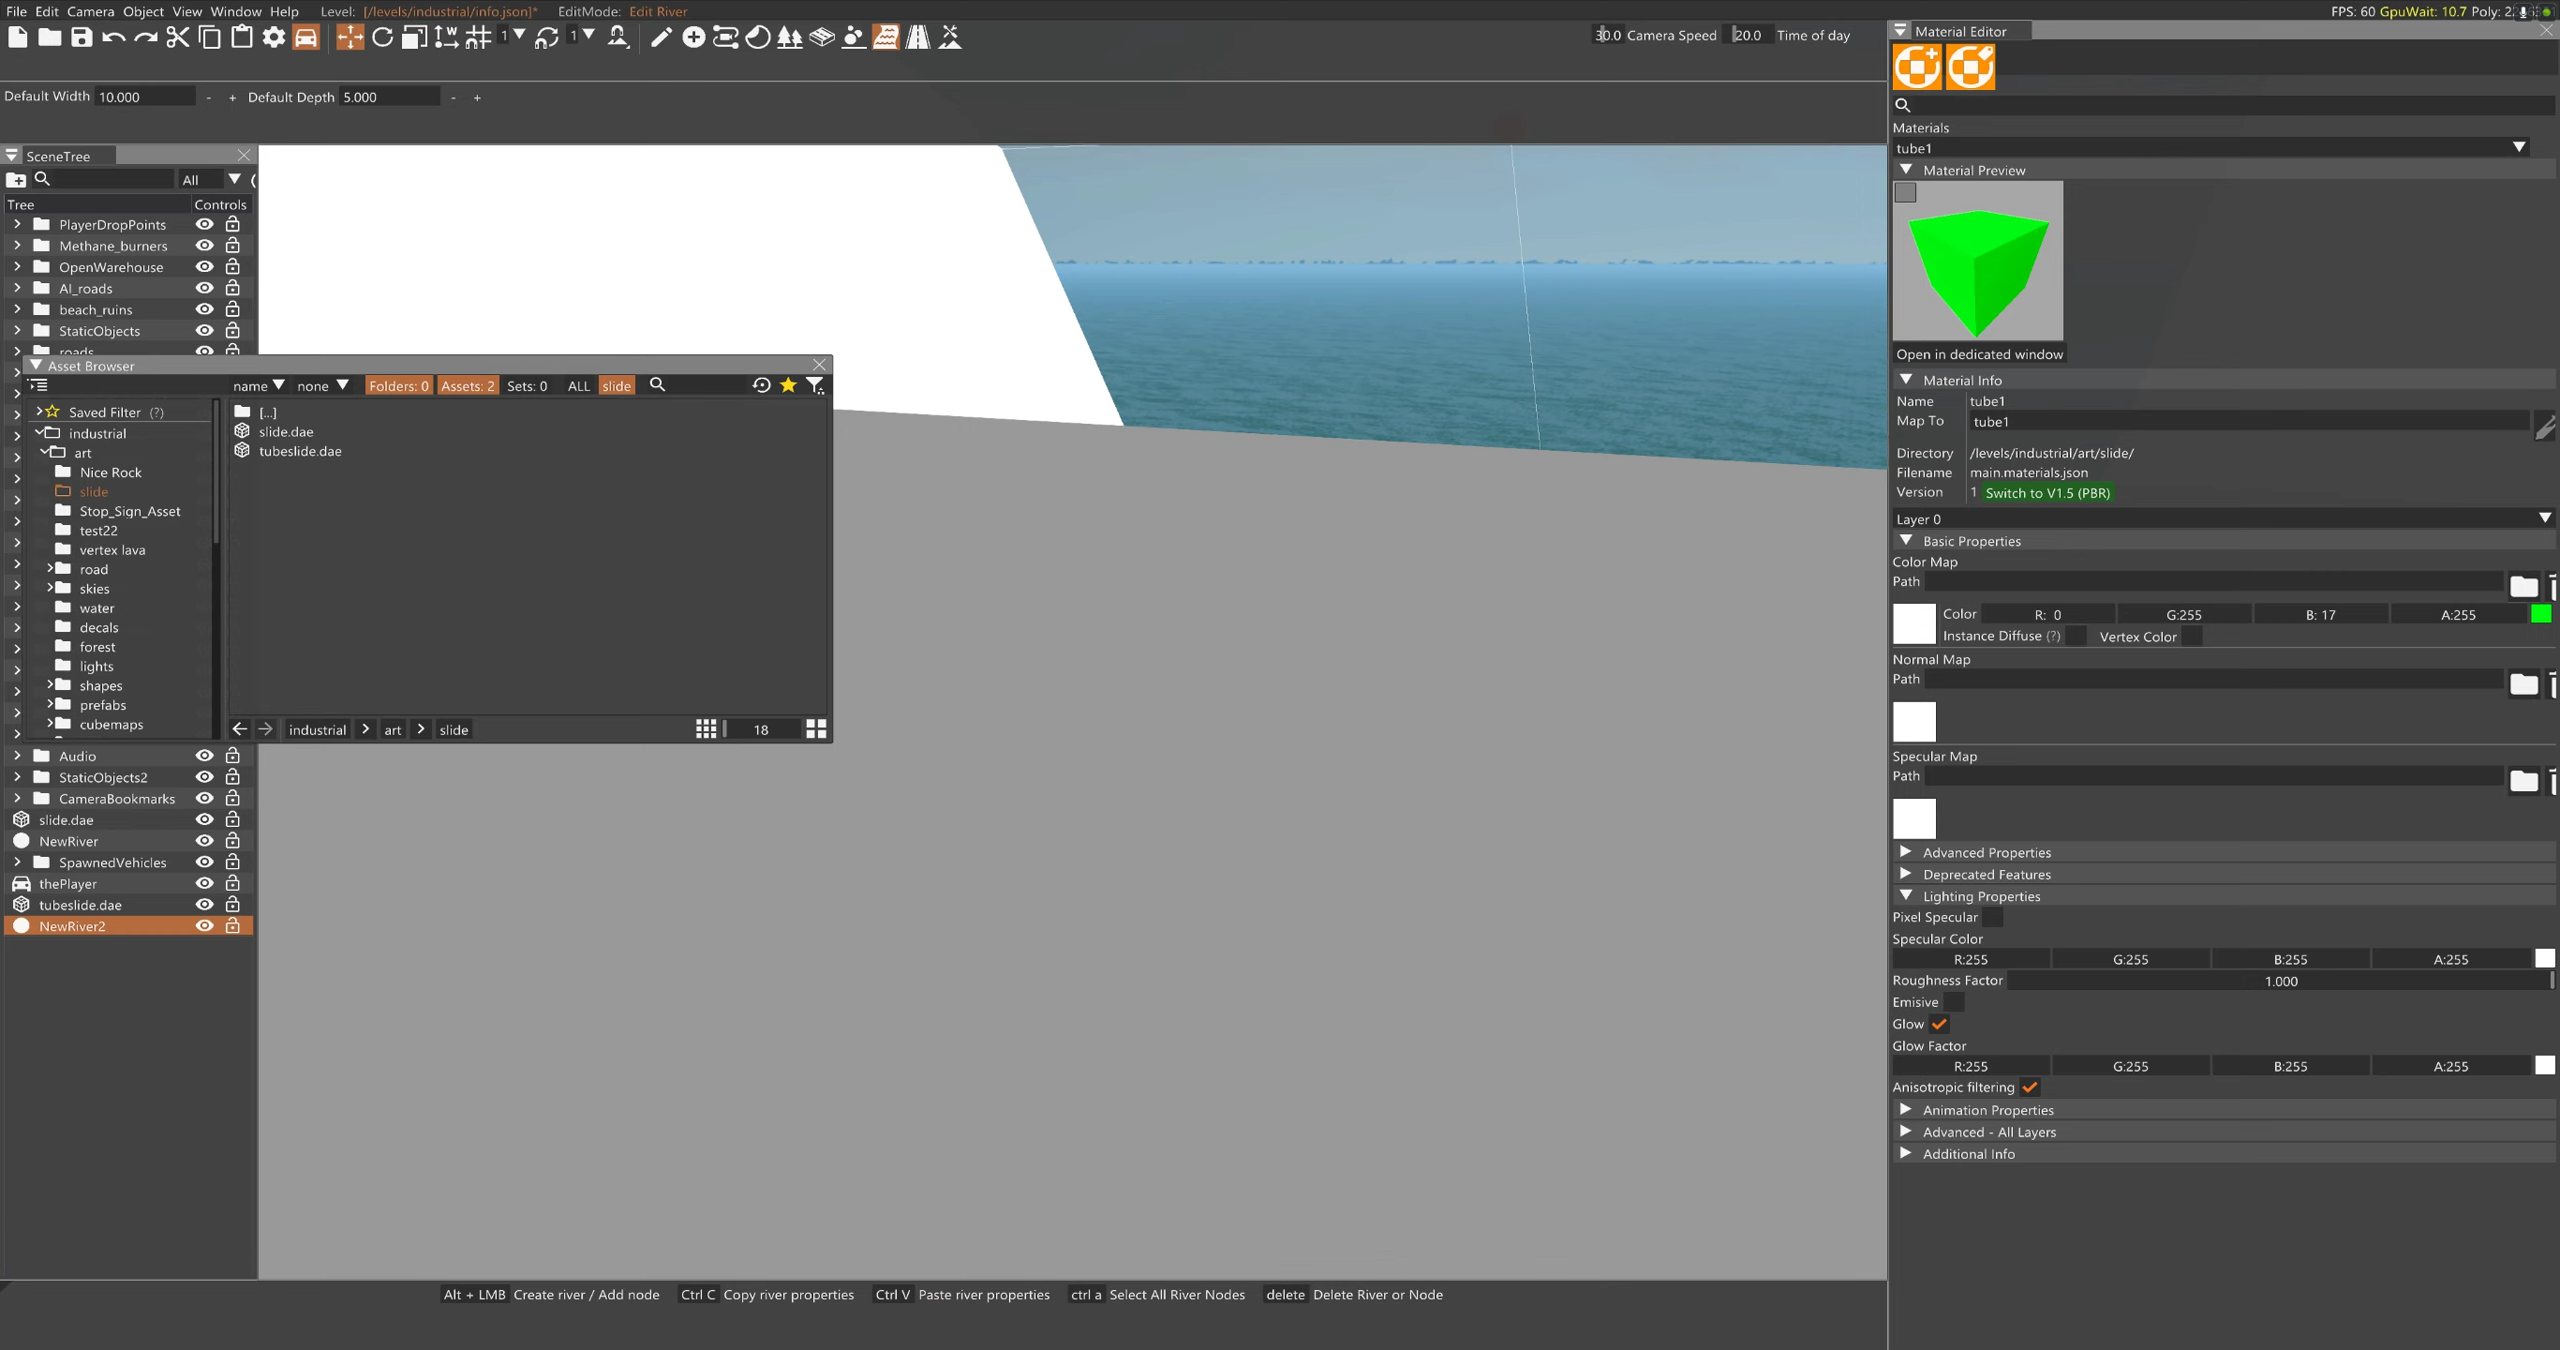 File Edit Camera Object View Window Help Level: [/levels/industrial/info.json]* EditMode: Edit River FPS: 60 GpuWait: 10.7 Poly: 2
1 1 30.0 Camera Speed 20.0 Time of day
Default Width 10.000 - + Default Depth 5.000 - +
SceneTree
All
Tree Controls
PlayerDropPoints
Methane_burners
OpenWarehouse
AI_roads
beach_ruins
StaticObjects
roads
Asset Browser
name none Folders: 0 Assets: 2 Sets: 0 ALL slide
Saved Filter (?)
industrial
art
Nice Rock
slide
Stop_Sign_Asset
test22
vertex lava
road
skies
water
decals
forest
lights
shapes
prefabs
cubemaps
[...]
slide.dae
tubeslide.dae
industrial > art > slide 18
Audio
StaticObjects2
CameraBookmarks
slide.dae
NewRiver
SpawnedVehicles
thePlayer
tubeslide.dae
NewRiver2
Alt + LMB Create river / Add node Ctrl C Copy river properties Ctrl V Paste river properties ctrl a Select All River Nodes delete Delete River or Node
Material Editor
Materials
tube1
Material Preview
Open in dedicated window
Material Info
Name tube1
Map To tube1
Directory /levels/industrial/art/slide/
Filename main.materials.json
Version 1 Switch to V1.5 (PBR)
Layer 0
Basic Properties
Color Map
Path
Color R: 0 G:255 B: 17 A:255
Instance Diffuse (?) Vertex Color
Normal Map
Path
Specular Map
Path
Advanced Properties
Deprecated Features
Lighting Properties
Pixel Specular
Specular Color
R:255 G:255 B:255 A:255
Roughness Factor 1.000
Emisive
Glow
Glow Factor
R:255 G:255 B:255 A:255
Anisotropic filtering
Animation Properties
Advanced - All Layers
Additional Info